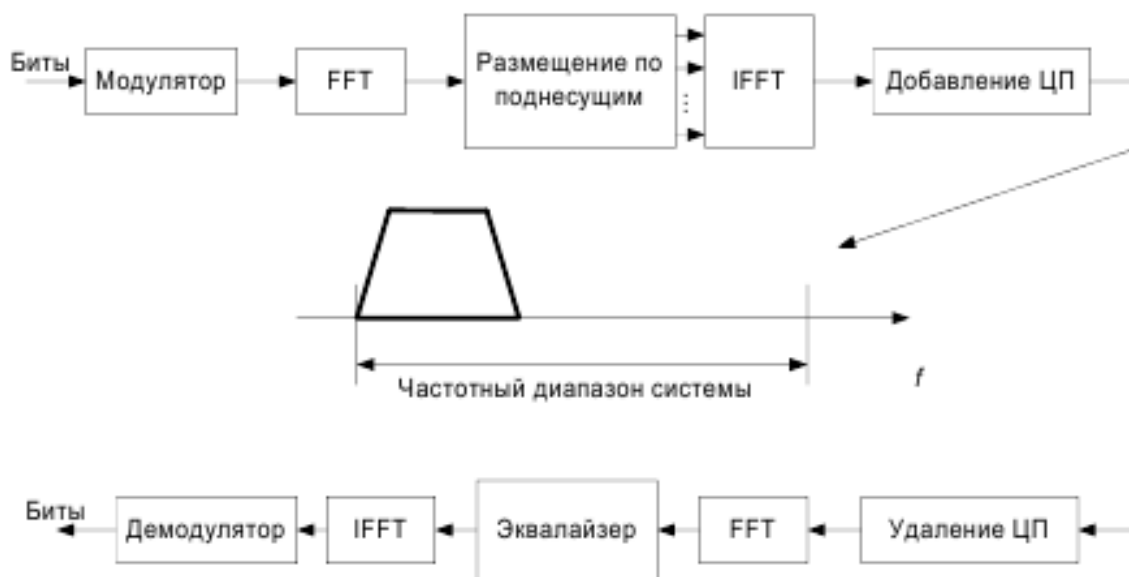 Биты
Модулятор
FFT
Размещение по
поднесущим
IFFT
Добавление ЦП
Частотный диапазон системы
f
Биты
Демодулятор
IFFT
Эквалайзер
FFT
Удаление ЦП